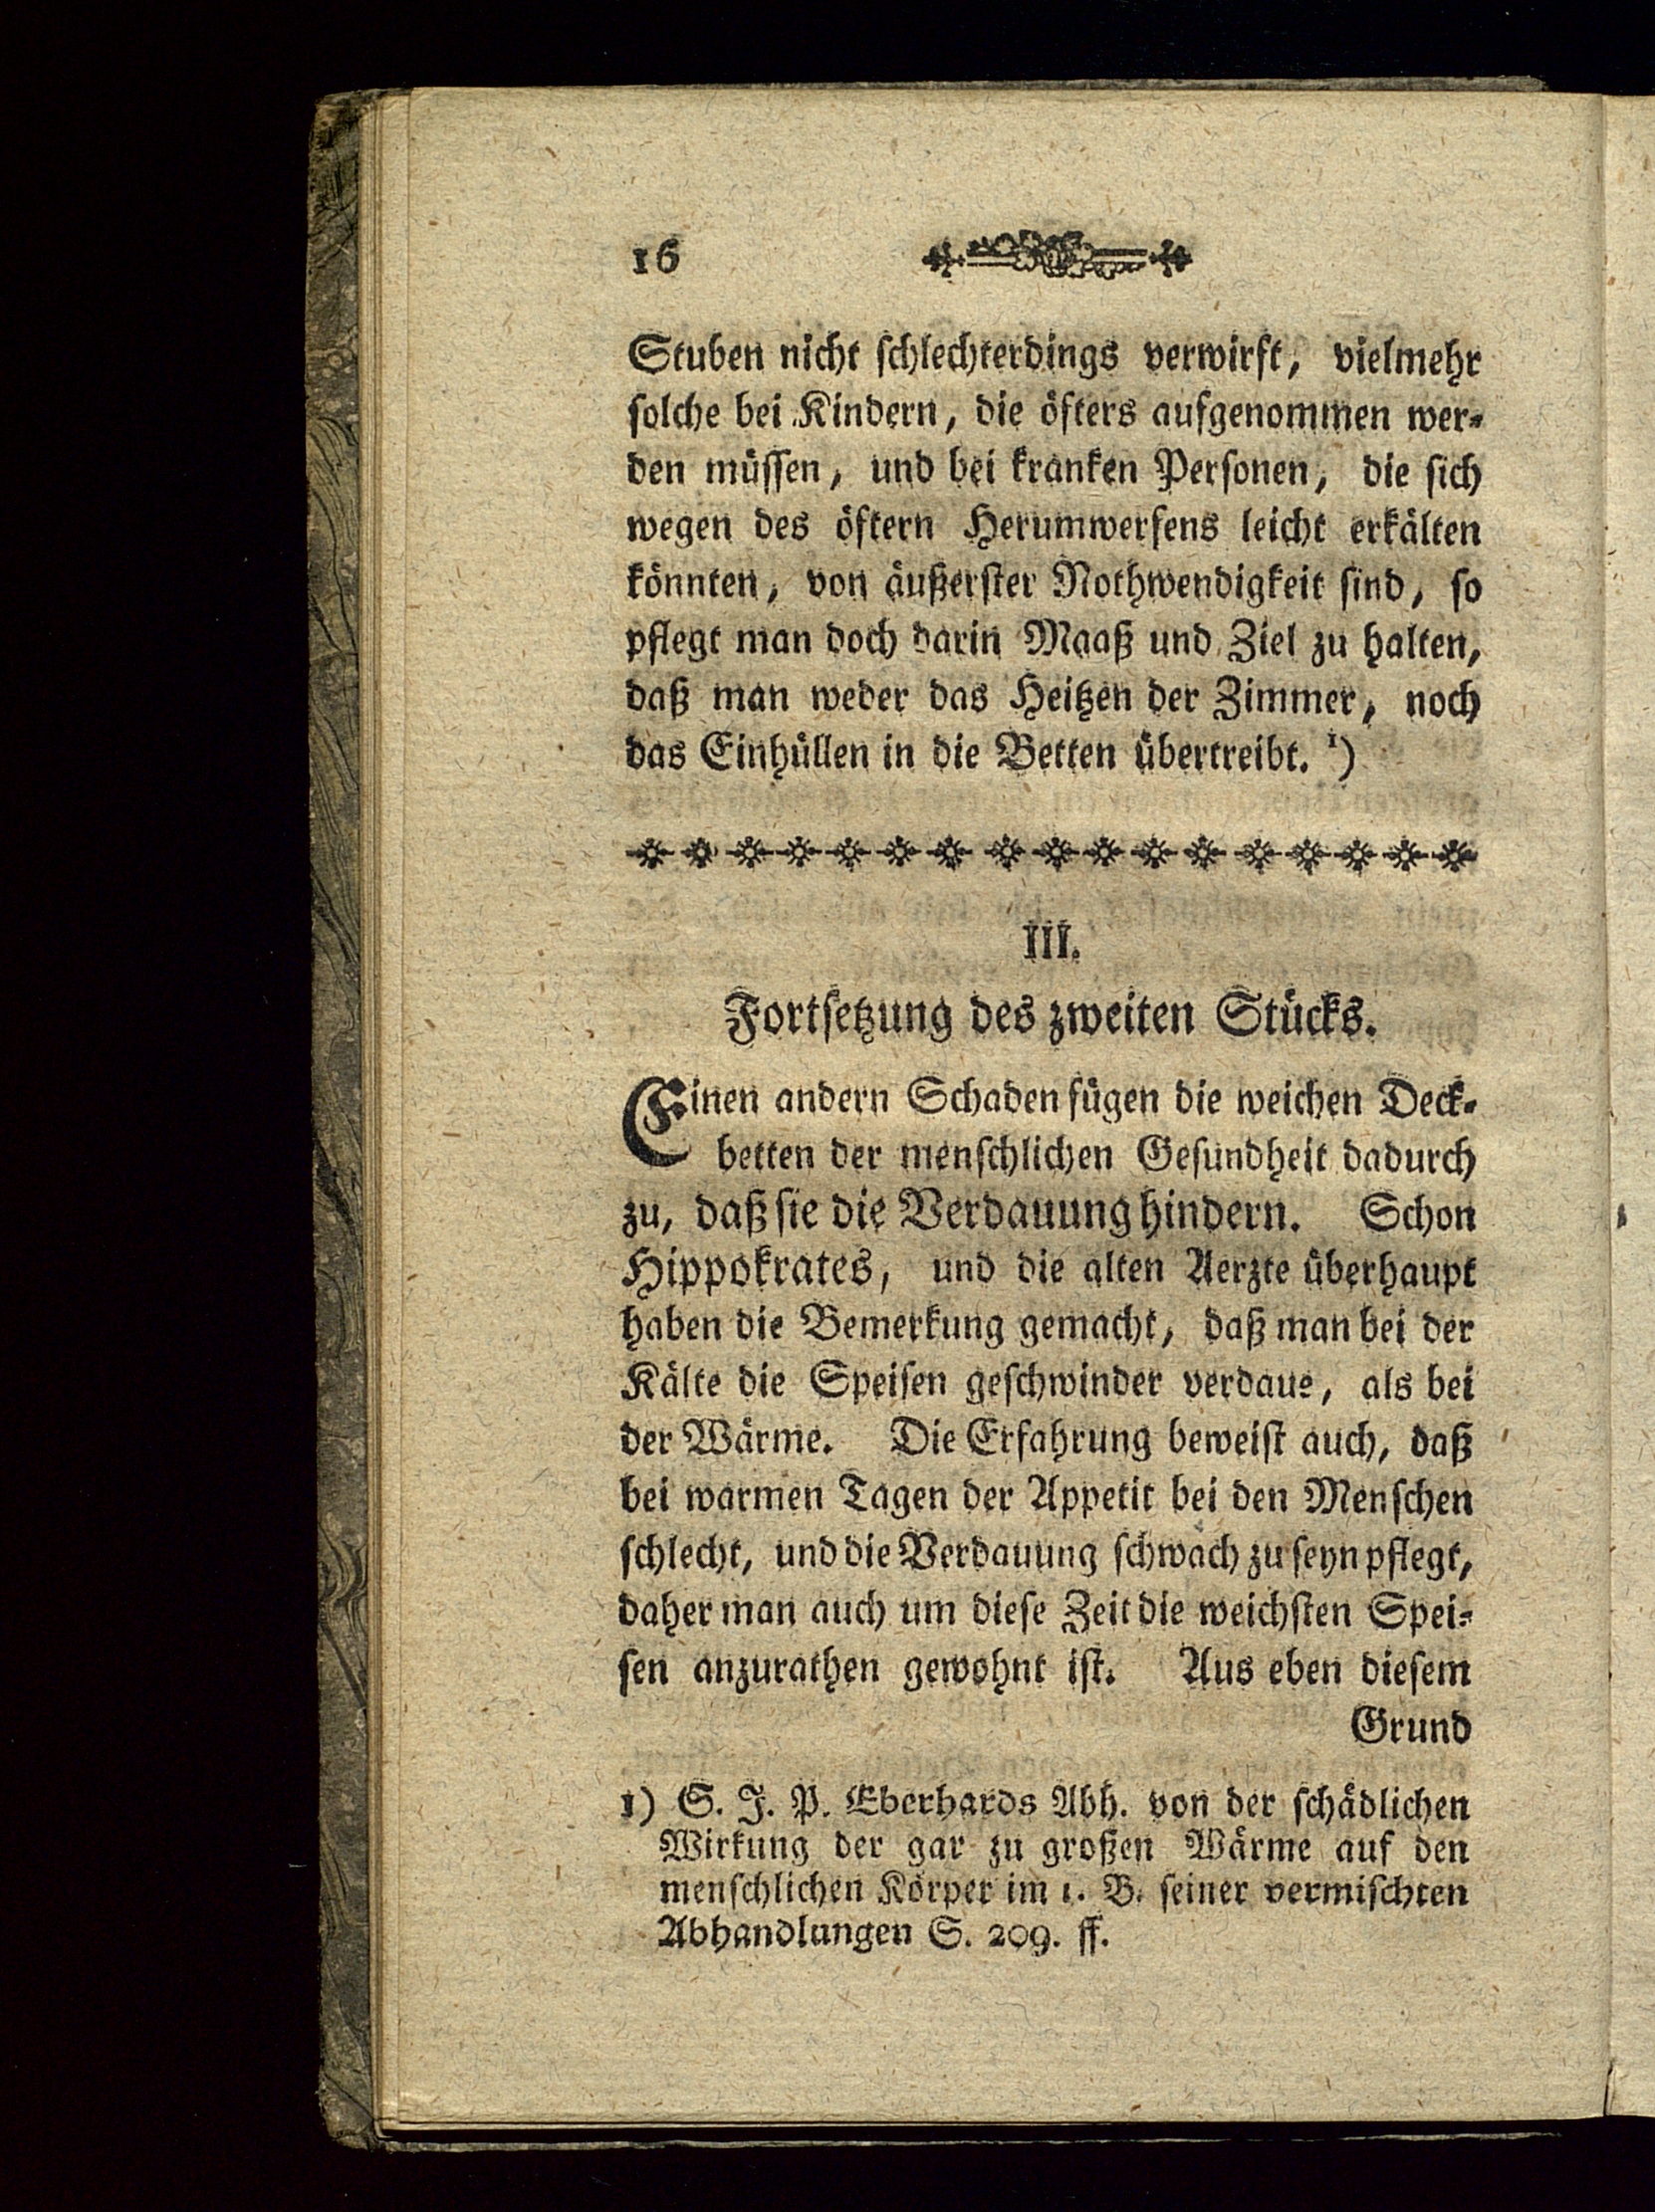 16
Stuben nicht schlechterdings verwirft, vielmehr
solche bei Kindern, die öfters aufgenommen wer-
den müssen, und bei kranken Personen, die sich
wegen des öftern Herumwerfens leicht erkälten
könnten, von äußerster Nothwendigkeit sind, so
pflegt man doch darin Maaß und Ziel zu halten,
daß man weder das Heitzen der Zimmer, noch
das Einhüllen in die Betten übertreibt. ¹)
III.
Fortsetzung des zweiten Stücks.
Einen andern Schaden fügen die weichen Deck-
betten der menschlichen Gesundheit dadurch
zu, daß sie die Verdauung hindern. Schon
Hippokrates, und die alten Aerzte überhaupt
haben die Bemerkung gemacht, daß man bei der
Kälte die Speisen geschwinder verdaue, als bei
der Wärme. Die Erfahrung beweist auch, daß
bei warmen Tagen der Appetit bei den Menschen
schlecht, und die Verdauung schwach zu seyn pflegt,
daher man auch um diese Zeit die weichsten Spei-
sen anzurathen gewohnt ist. Aus eben diesem
Grund
1) S. J. P. Eberhards Abh. von der schädlichen
Wirkung der gar zu großen Wärme auf den
menschlichen Körper im 1. B. seiner vermischten
Abhandlungen S. 209. ff.